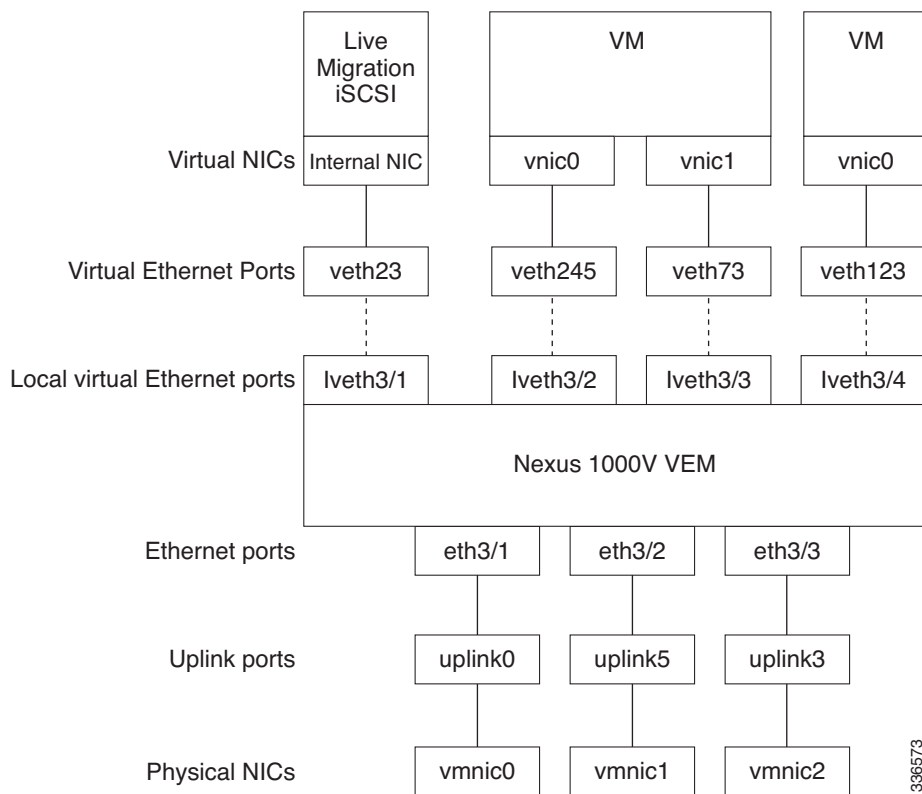 Live
Migration
iSCSI
VM
VM
Virtual NICs
Internal NIC
vnic0
vnic1
vnic0
Virtual Ethernet Ports
veth23
veth245
veth73
veth123
Local virtual Ethernet ports
lveth3/1
lveth3/2
lveth3/3
lveth3/4
Nexus 1000V VEM
Ethernet ports
eth3/1
eth3/2
eth3/3
Uplink ports
uplink0
uplink5
uplink3
Physical NICs
vmnic0
vmnic1
vmnic2
336573